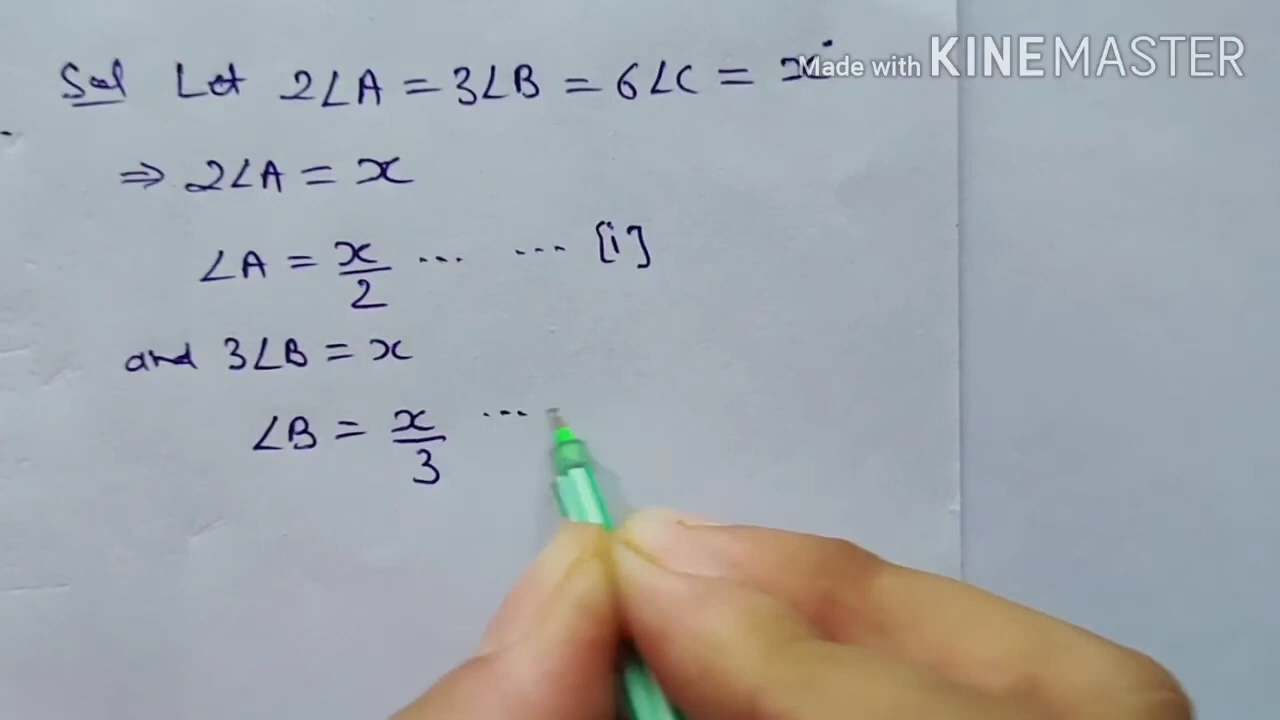 Sol Let 2∠A = 3∠B = 6∠C = x°
Made with KINEMASTER
⇒ 2∠A = x
∠A = x/2 ... ... [i]
and 3∠B = x
∠B = x/3 ...